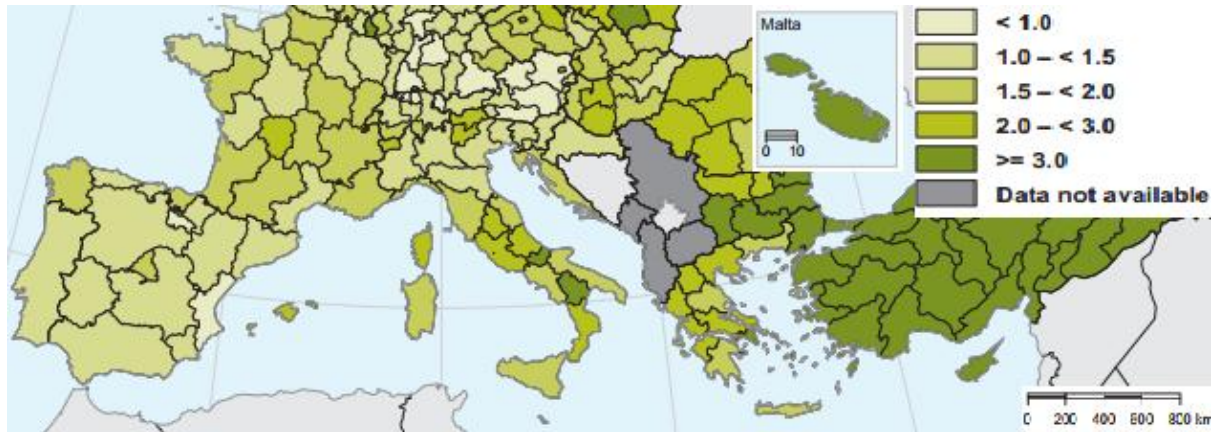 Malta
0 10
< 1.0
1.0 – < 1.5
1.5 – < 2.0
2.0 – < 3.0
>= 3.0
Data not available
0 200 400 600 800 km